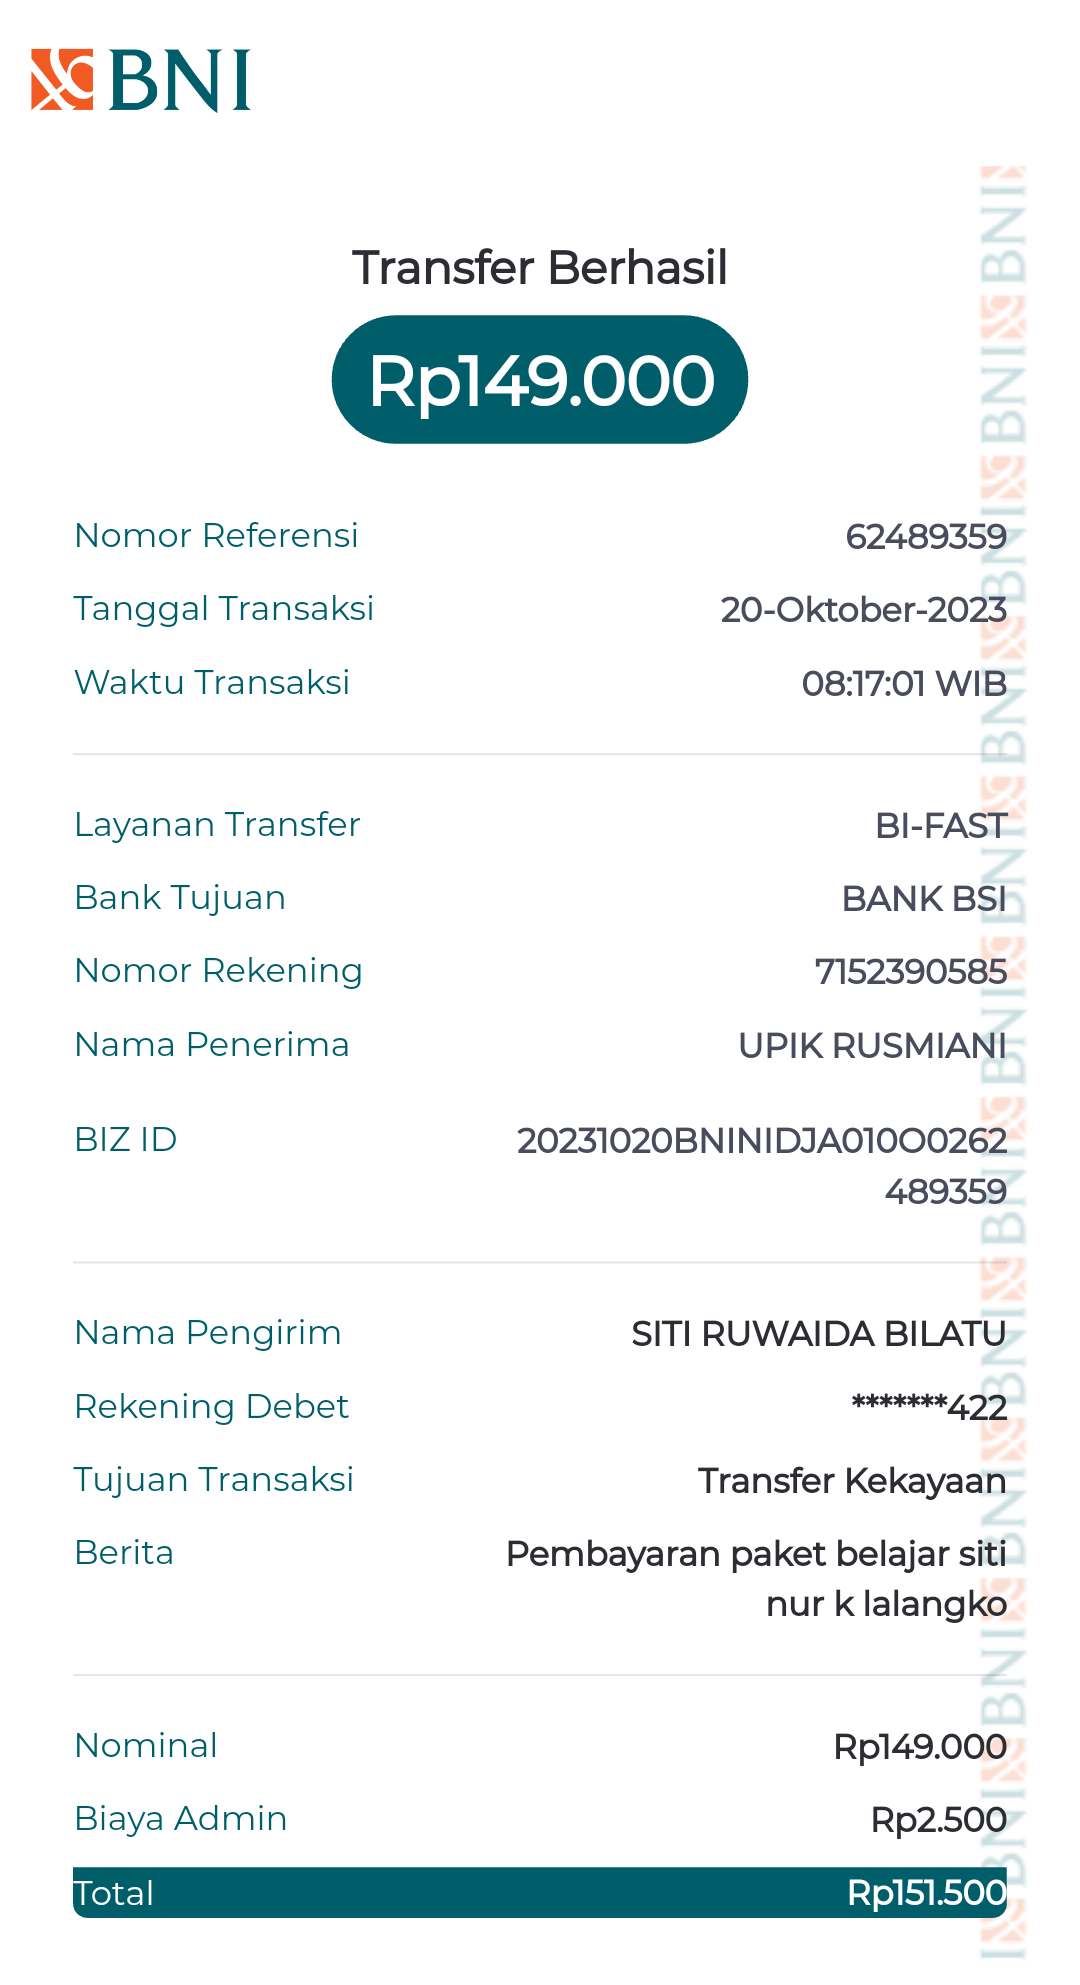 BNI
Transfer Berhasil
Rp149.000
Nomor Referensi 62489359
Tanggal Transaksi 20-Oktober-2023
Waktu Transaksi 08:17:01 WIB
Layanan Transfer BI-FAST
Bank Tujuan BANK BSI
Nomor Rekening 7152390585
Nama Penerima UPIK RUSMIANI
BIZ ID 20231020BNINIDJA010O0262
489359
Nama Pengirim SITI RUWAIDA BILATU
Rekening Debet *******422
Tujuan Transaksi Transfer Kekayaan
Berita Pembayaran paket belajar siti
nur k lalangko
Nominal Rp149.000
Biaya Admin Rp2.500
Total Rp151.500
BNI BNI BNI BNI BNI BNI BNI BNI BNI BNI BNI